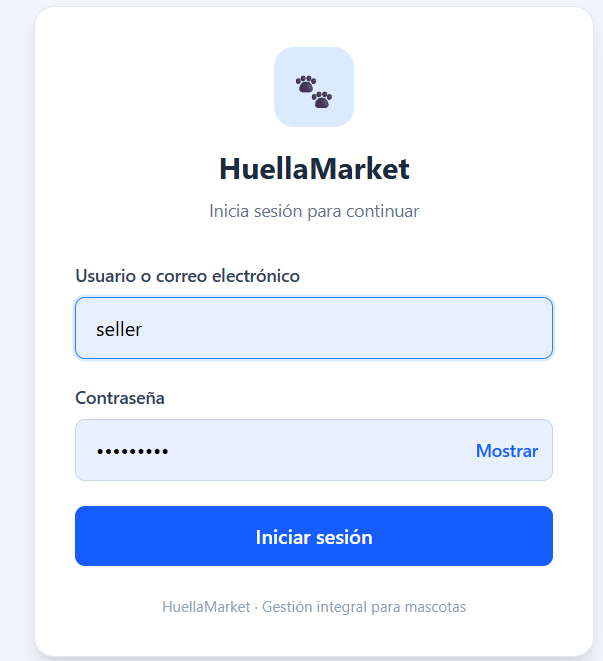 HuellaMarket
Inicia sesión para continuar
Usuario o correo electrónico
seller
Contraseña
•••••••••
Mostrar
Iniciar sesión
HuellaMarket · Gestión integral para mascotas